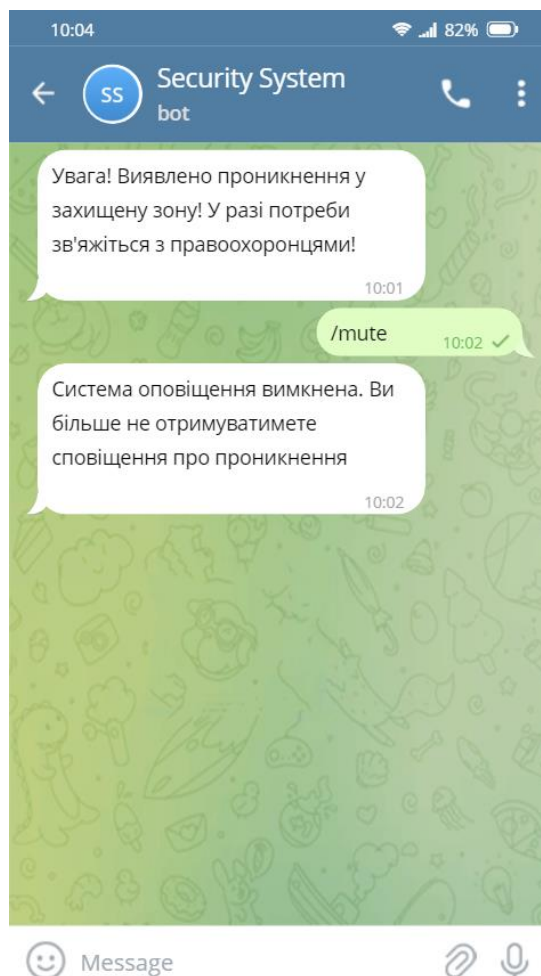 10:04
82%
SS
Security System
bot
Увага! Виявлено проникнення у
захищену зону! У разі потреби
зв'яжіться з правоохоронцями!
10:01
/mute
10:02
Система оповіщення вимкнена. Ви
більше не отримуватимете
сповіщення про проникнення
10:02
Message